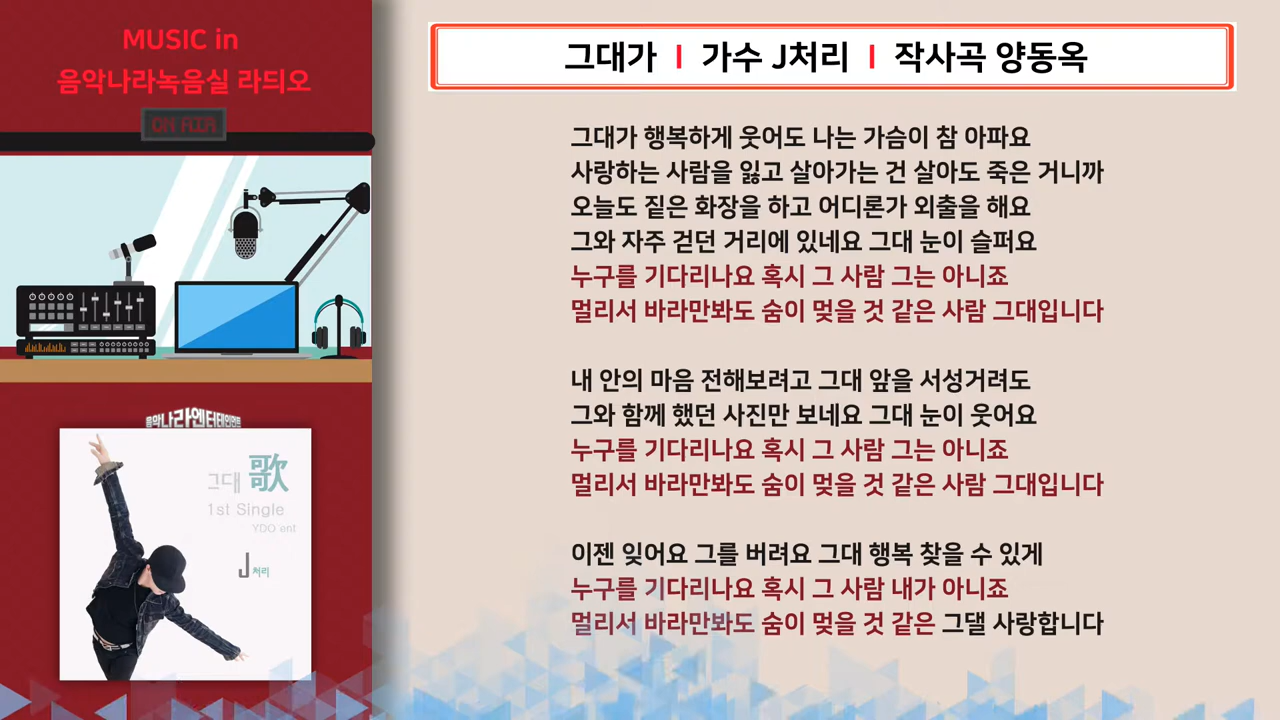 MUSIC in
음악나라녹음실 라듸오
ON AIR
음악나라엔터테인먼트
그대 歌
1st Single
YDO ent
J처리
그대가 I 가수 J처리 I 작사곡 양동옥
그대가 행복하게 웃어도 나는 가슴이 참 아파요
사랑하는 사람을 잃고 살아가는 건 살아도 죽은 거니까
오늘도 짙은 화장을 하고 어디론가 외출을 해요
그와 자주 걷던 거리에 있네요 그대 눈이 슬퍼요
누구를 기다리나요 혹시 그 사람 그는 아니죠
멀리서 바라만봐도 숨이 멎을 것 같은 사람 그대입니다
내 안의 마음 전해보려고 그대 앞을 서성거려도
그와 함께 했던 사진만 보네요 그대 눈이 웃어요
누구를 기다리나요 혹시 그 사람 그는 아니죠
멀리서 바라만봐도 숨이 멎을 것 같은 사람 그대입니다
이젠 잊어요 그를 버려요 그대 행복 찾을 수 있게
누구를 기다리나요 혹시 그 사람 내가 아니죠
멀리서 바라만봐도 숨이 멎을 것 같은 그댈 사랑합니다